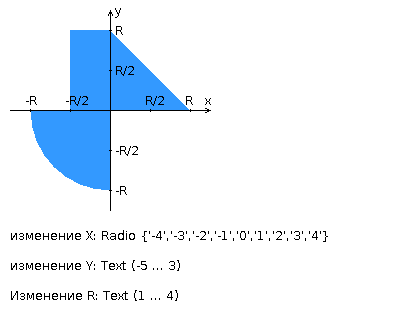 y
R
R/2
-R -R/2 R/2 R x
-R/2
-R
изменение X: Radio {'-4','-3','-2','-1','0','1','2','3','4'}
изменение Y: Text (-5 ... 3)
Изменение R: Text (1 ... 4)